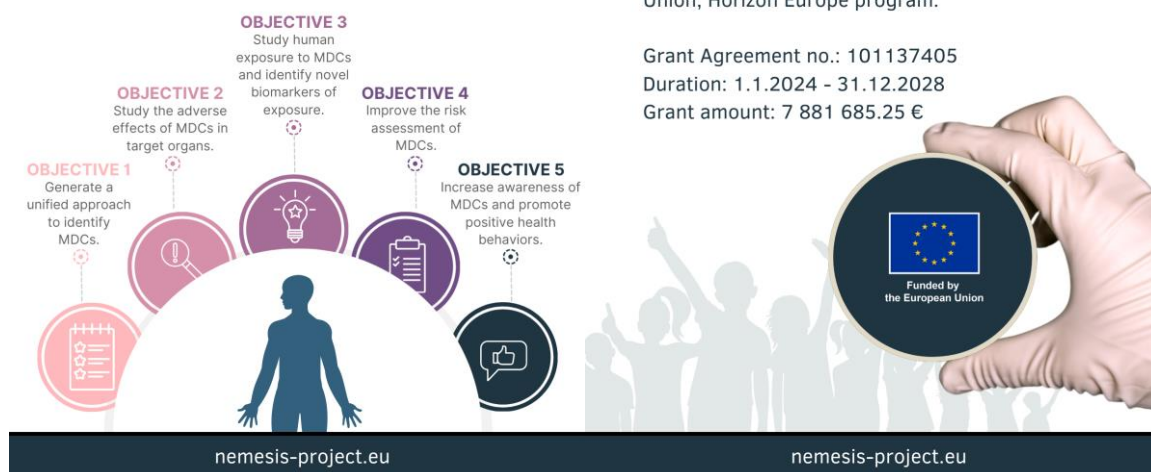 OBJECTIVE 1
Generate a
unified approach
to identify
MDCs.
OBJECTIVE 2
Study the adverse
effects of MDCs in
target organs.
OBJECTIVE 3
Study human
exposure to MDCs
and identify novel
biomarkers of
exposure.
OBJECTIVE 4
Improve the risk
assessment of
MDCs.
OBJECTIVE 5
Increase awareness of
MDCs and promote
positive health
behaviors.
nemesis-project.eu
Union, Horizon Europe program.
Grant Agreement no.: 101137405
Duration: 1.1.2024 - 31.12.2028
Grant amount: 7 881 685.25 €
Funded by
the European Union
nemesis-project.eu